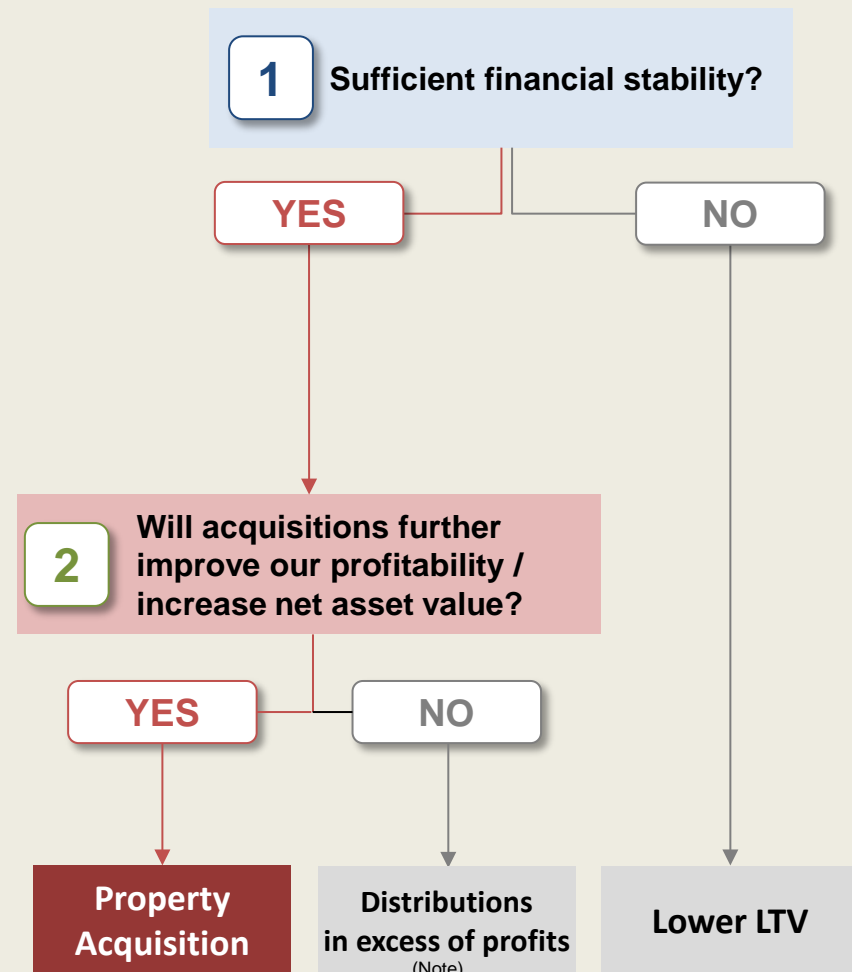 1
Sufficient financial stability?
YES
NO
2
Will acquisitions further
improve our profitability /
increase net asset value?
YES
NO
Property
Acquisition
Distributions
in excess of profits
(Note)
Lower LTV